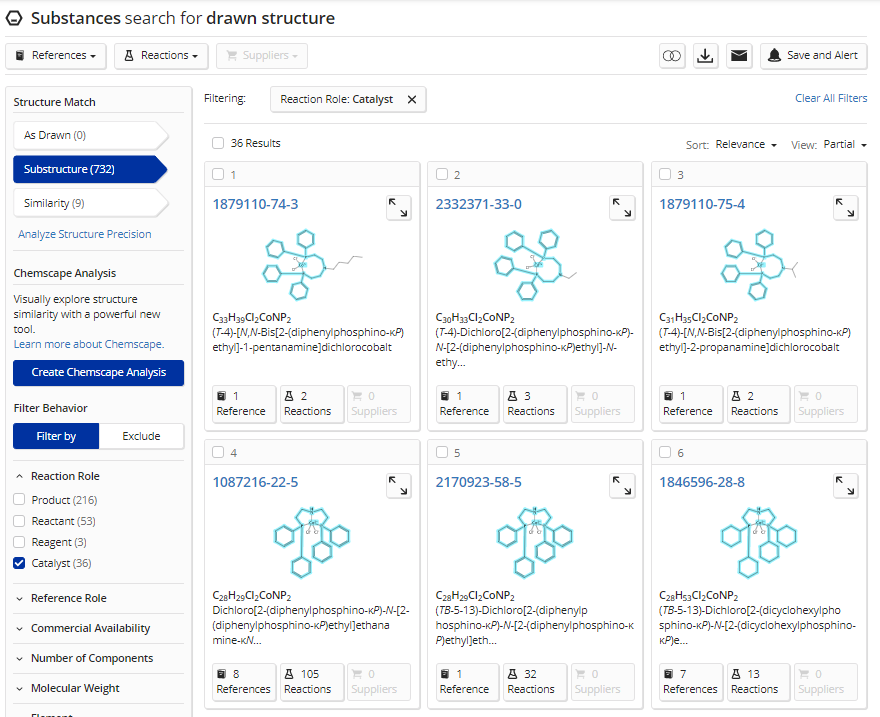 Substances search for drawn structure
References Reactions Suppliers Save and Alert
Structure Match
As Drawn (0)
Substructure (732)
Similarity (9)
Analyze Structure Precision
Chemscape Analysis
Visually explore structure
similarity with a powerful new
tool.
Learn more about Chemscape.
Create Chemscape Analysis
Filter Behavior
Filter by Exclude
Reaction Role
Product (216)
Reactant (53)
Reagent (3)
Catalyst (36)
Reference Role
Commercial Availability
Number of Components
Molecular Weight
Element
Filtering: Reaction Role: Catalyst × Clear All Filters
36 Results Sort: Relevance View: Partial
1
1879110-74-3
C33H39Cl2CoNP2
(T-4)-[N,N-Bis[2-(diphenylphosphino-κP)
ethyl]-1-pentanamine]dichlorocobalt
1
Reference
2
Reactions
0
Suppliers
2
2332371-33-0
C30H33Cl2CoNP2
(T-4)-Dichloro[2-(diphenylphosphino-κP)-
N-[2-(diphenylphosphino-κP)ethyl]-N-
ethy...
1
Reference
3
Reactions
0
Suppliers
3
1879110-75-4
C31H35Cl2CoNP2
(T-4)-[N,N-Bis[2-(diphenylphosphino-κP)
ethyl]-2-propanamine]dichlorocobalt
1
Reference
2
Reactions
0
Suppliers
4
1087216-22-5
C28H29Cl2CoNP2
Dichloro[2-(diphenylphosphino-κP)-N-[2-
(diphenylphosphino-κP)ethyl]ethana
mine-κN...
8
References
105
Reactions
0
Suppliers
5
2170923-58-5
C28H29Cl2CoNP2
(TB-5-13)-Dichloro[2-(diphenylp
hosphino-κP)-N-[2-(diphenylphosphino-κ
P)ethyl]eth...
1
Reference
32
Reactions
0
Suppliers
6
1846596-28-8
C28H53Cl2CoNP2
(TB-5-13)-Dichloro[2-(dicyclohexylpho
sphino-κP)-N-[2-(dicyclohexylphosphino-
κP)e...
7
References
13
Reactions
0
Suppliers